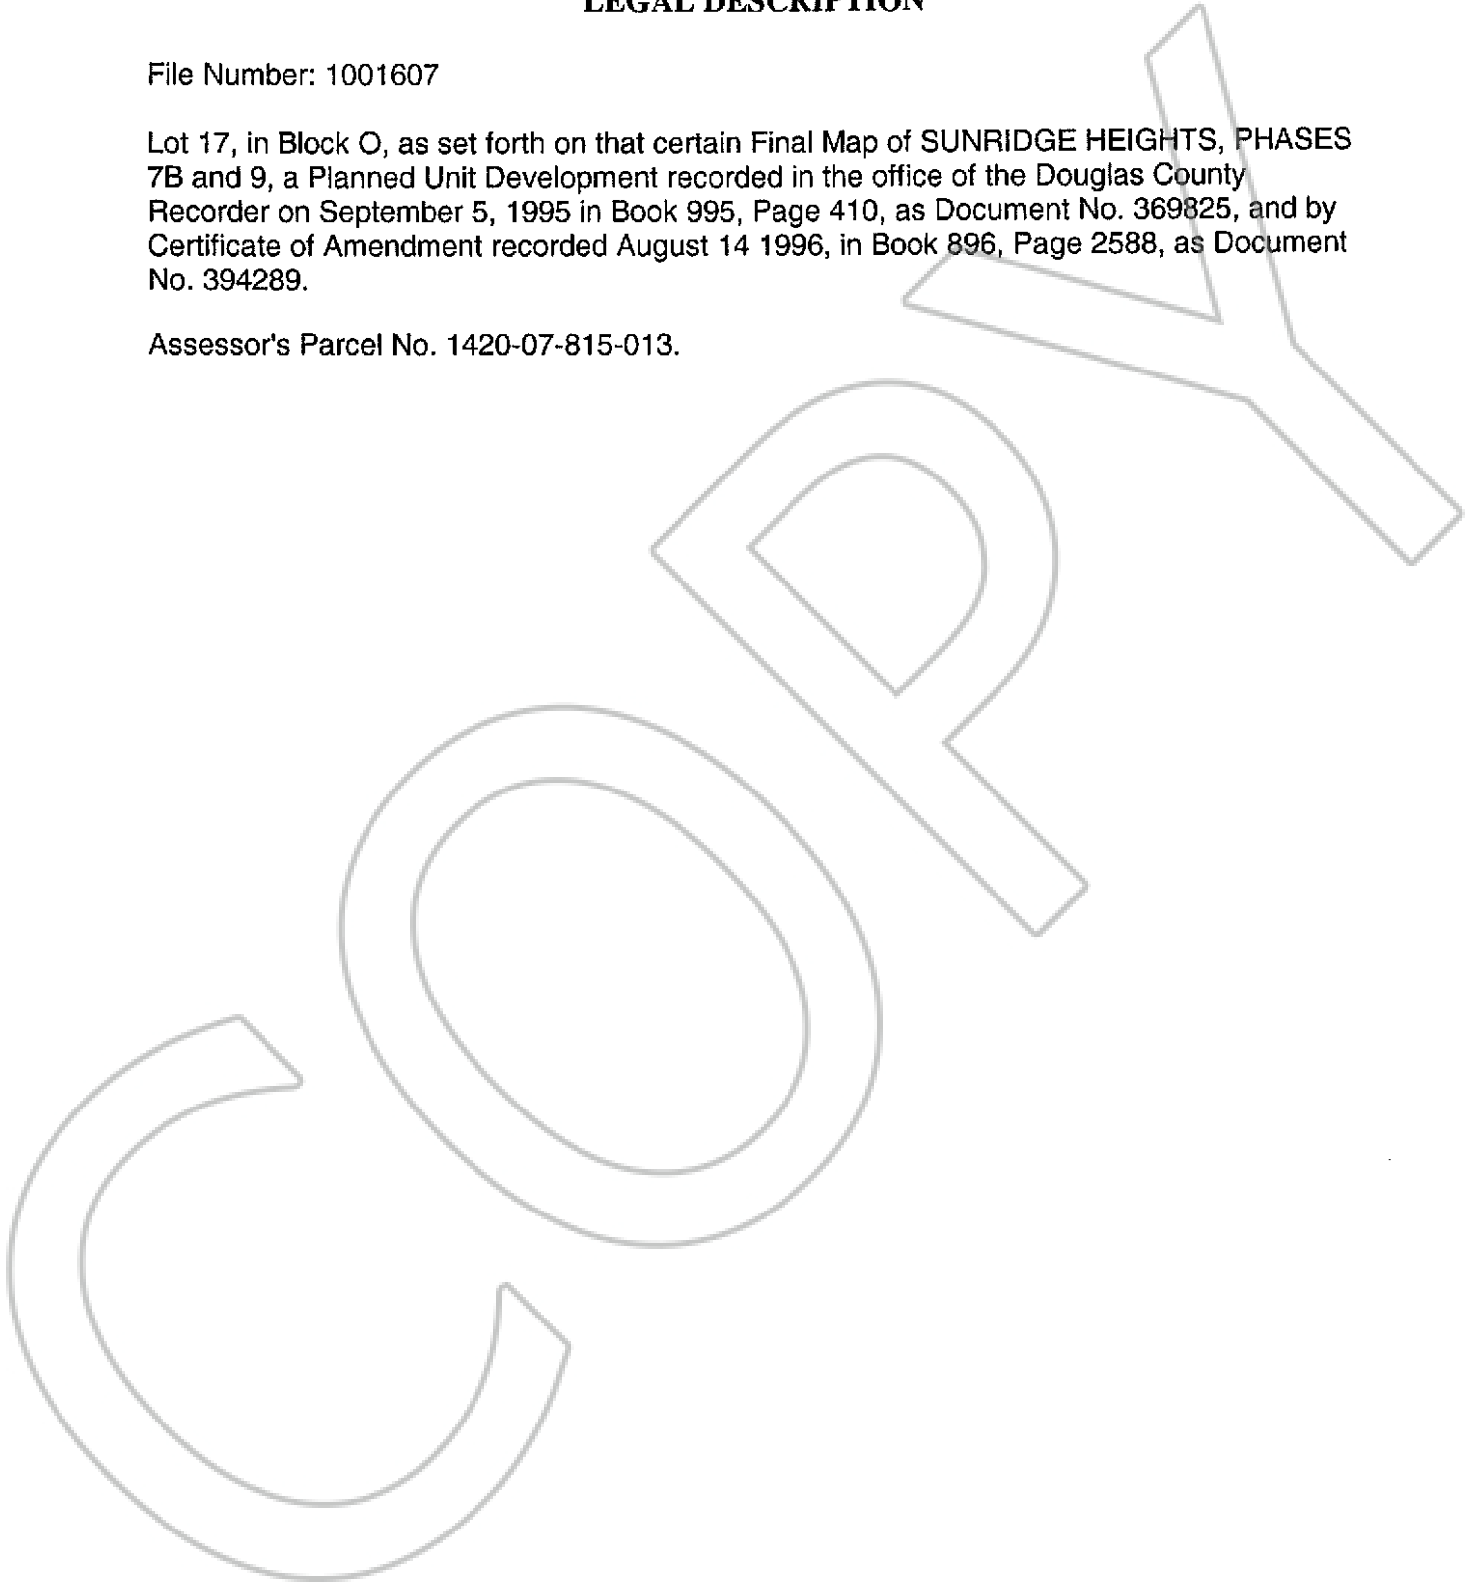 LEGAL DESCRIPTION
File Number: 1001607
Lot 17, in Block O, as set forth on that certain Final Map of SUNRIDGE HEIGHTS, PHASES
7B and 9, a Planned Unit Development recorded in the office of the Douglas County
Recorder on September 5, 1995 in Book 995, Page 410, as Document No. 369825, and by
Certificate of Amendment recorded August 14 1996, in Book 896, Page 2588, as Document
No. 394289.
Assessor's Parcel No. 1420-07-815-013.
COPY